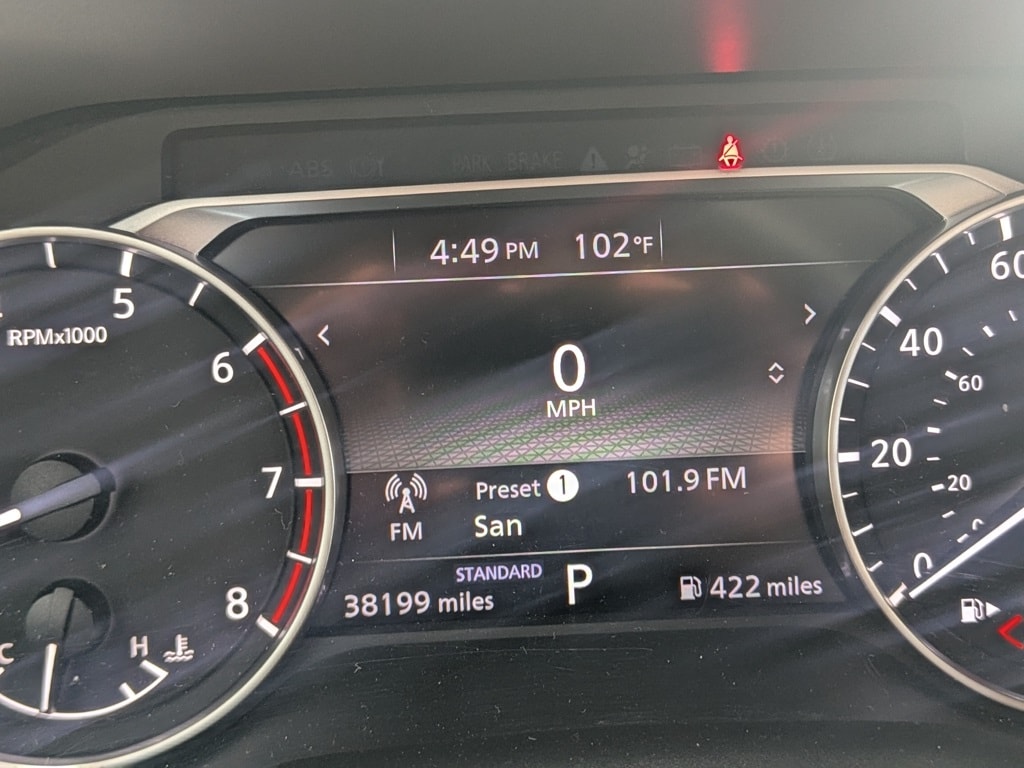 ABS
PARK BRAKE
4:49 PM 102°F
5
RPMx1000
6
7
8
C H
0
MPH
Preset 1 101.9 FM
FM
San
STANDARD
38199 miles P 422 miles
60
40
60
20
20
0
0